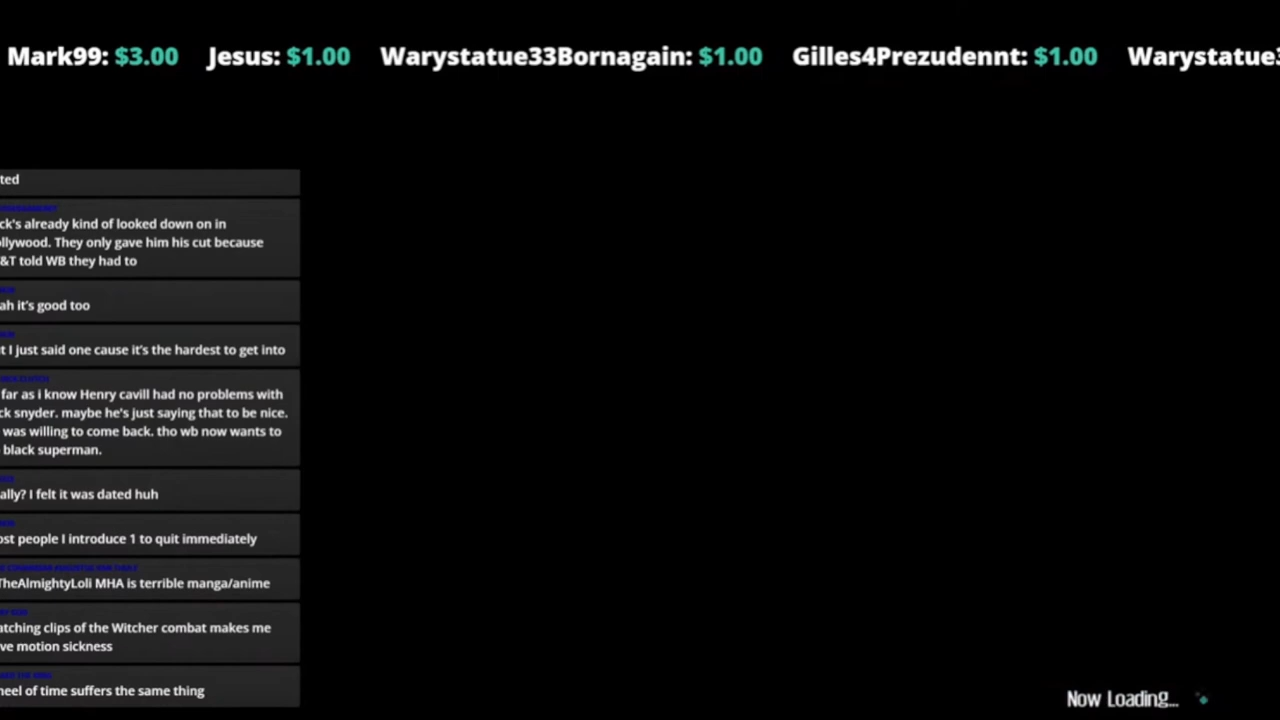 Mark99: $3.00 Jesus: $1.00 Warystatue33Bornagain: $1.00 Gilles4Prezudennt: $1.00 Warystatue3
ted
ck's already kind of looked down on in
ollywood. They only gave him his cut because
&T told WB they had to
ah it's good too
t I just said one cause it's the hardest to get into
far as i know Henry cavill had no problems with
ck snyder. maybe he's just saying that to be nice.
was willing to come back. tho wb now wants to
black superman.
ally? I felt it was dated huh
ost people I introduce 1 to quit immediately
TheAlmightyLoli MHA is terrible manga/anime
atching clips of the Witcher combat makes me
ve motion sickness
heel of time suffers the same thing
Now Loading...